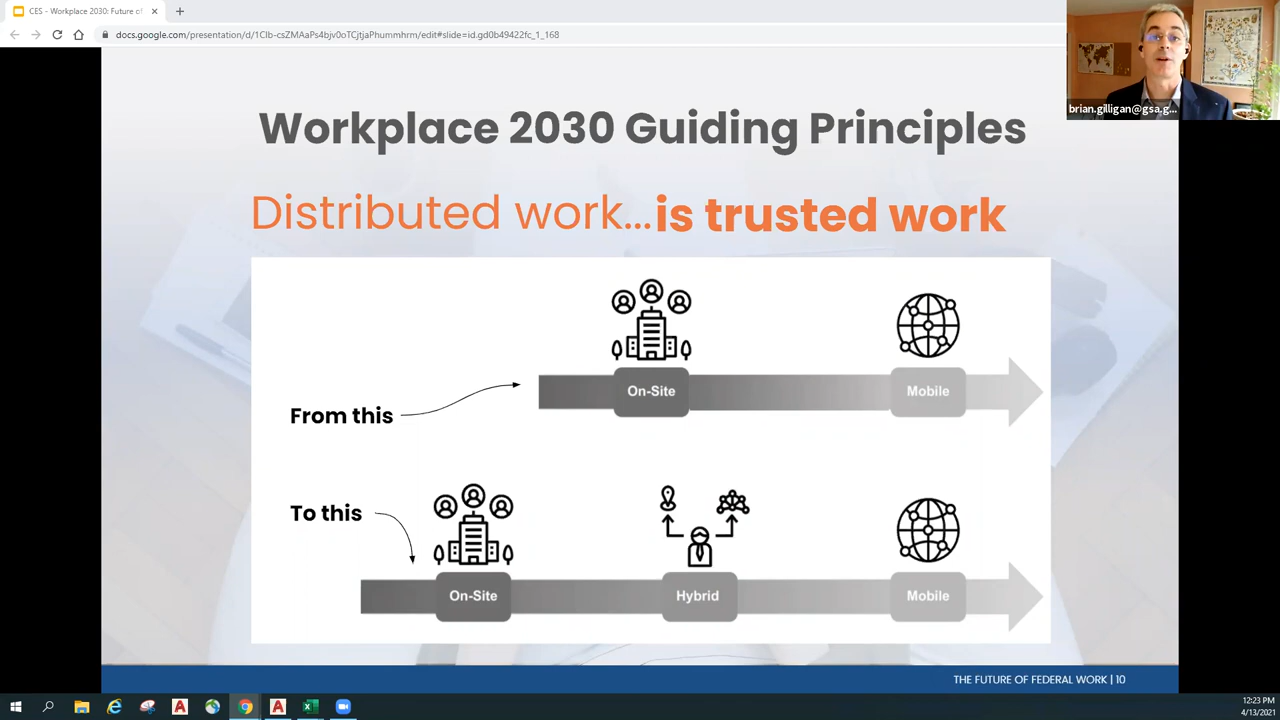 CES - Workplace 2030: Future of
docs.google.com/presentation/d/1CIb-csZMAaPs4bjv0oTCjtjaPhummhrm/edit#slide=id.gd0b49422fc_1_168
brian.gilligan@gsa.g...
Workplace 2030 Guiding Principles
Distributed work...is trusted work
On-Site
Mobile
From this
To this
On-Site
Hybrid
Mobile
THE FUTURE OF FEDERAL WORK | 10
12:23 PM
4/13/2021